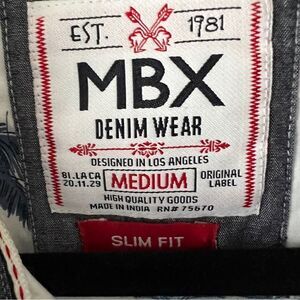 EST. 1981
MBX
DENIM WEAR
DESIGNED IN LOS ANGELES
81.LA CA
20.11.29
MEDIUM
ORIGINAL
LABEL
HIGH QUALITY GOODS
MADE IN INDIA RN# 75670
SLIM FIT